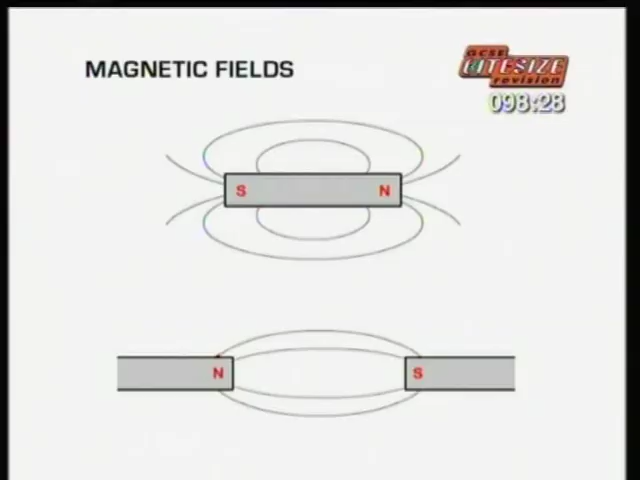 MAGNETIC FIELDS
GCSE
BITESIZE
revision
098:28
S N
N S